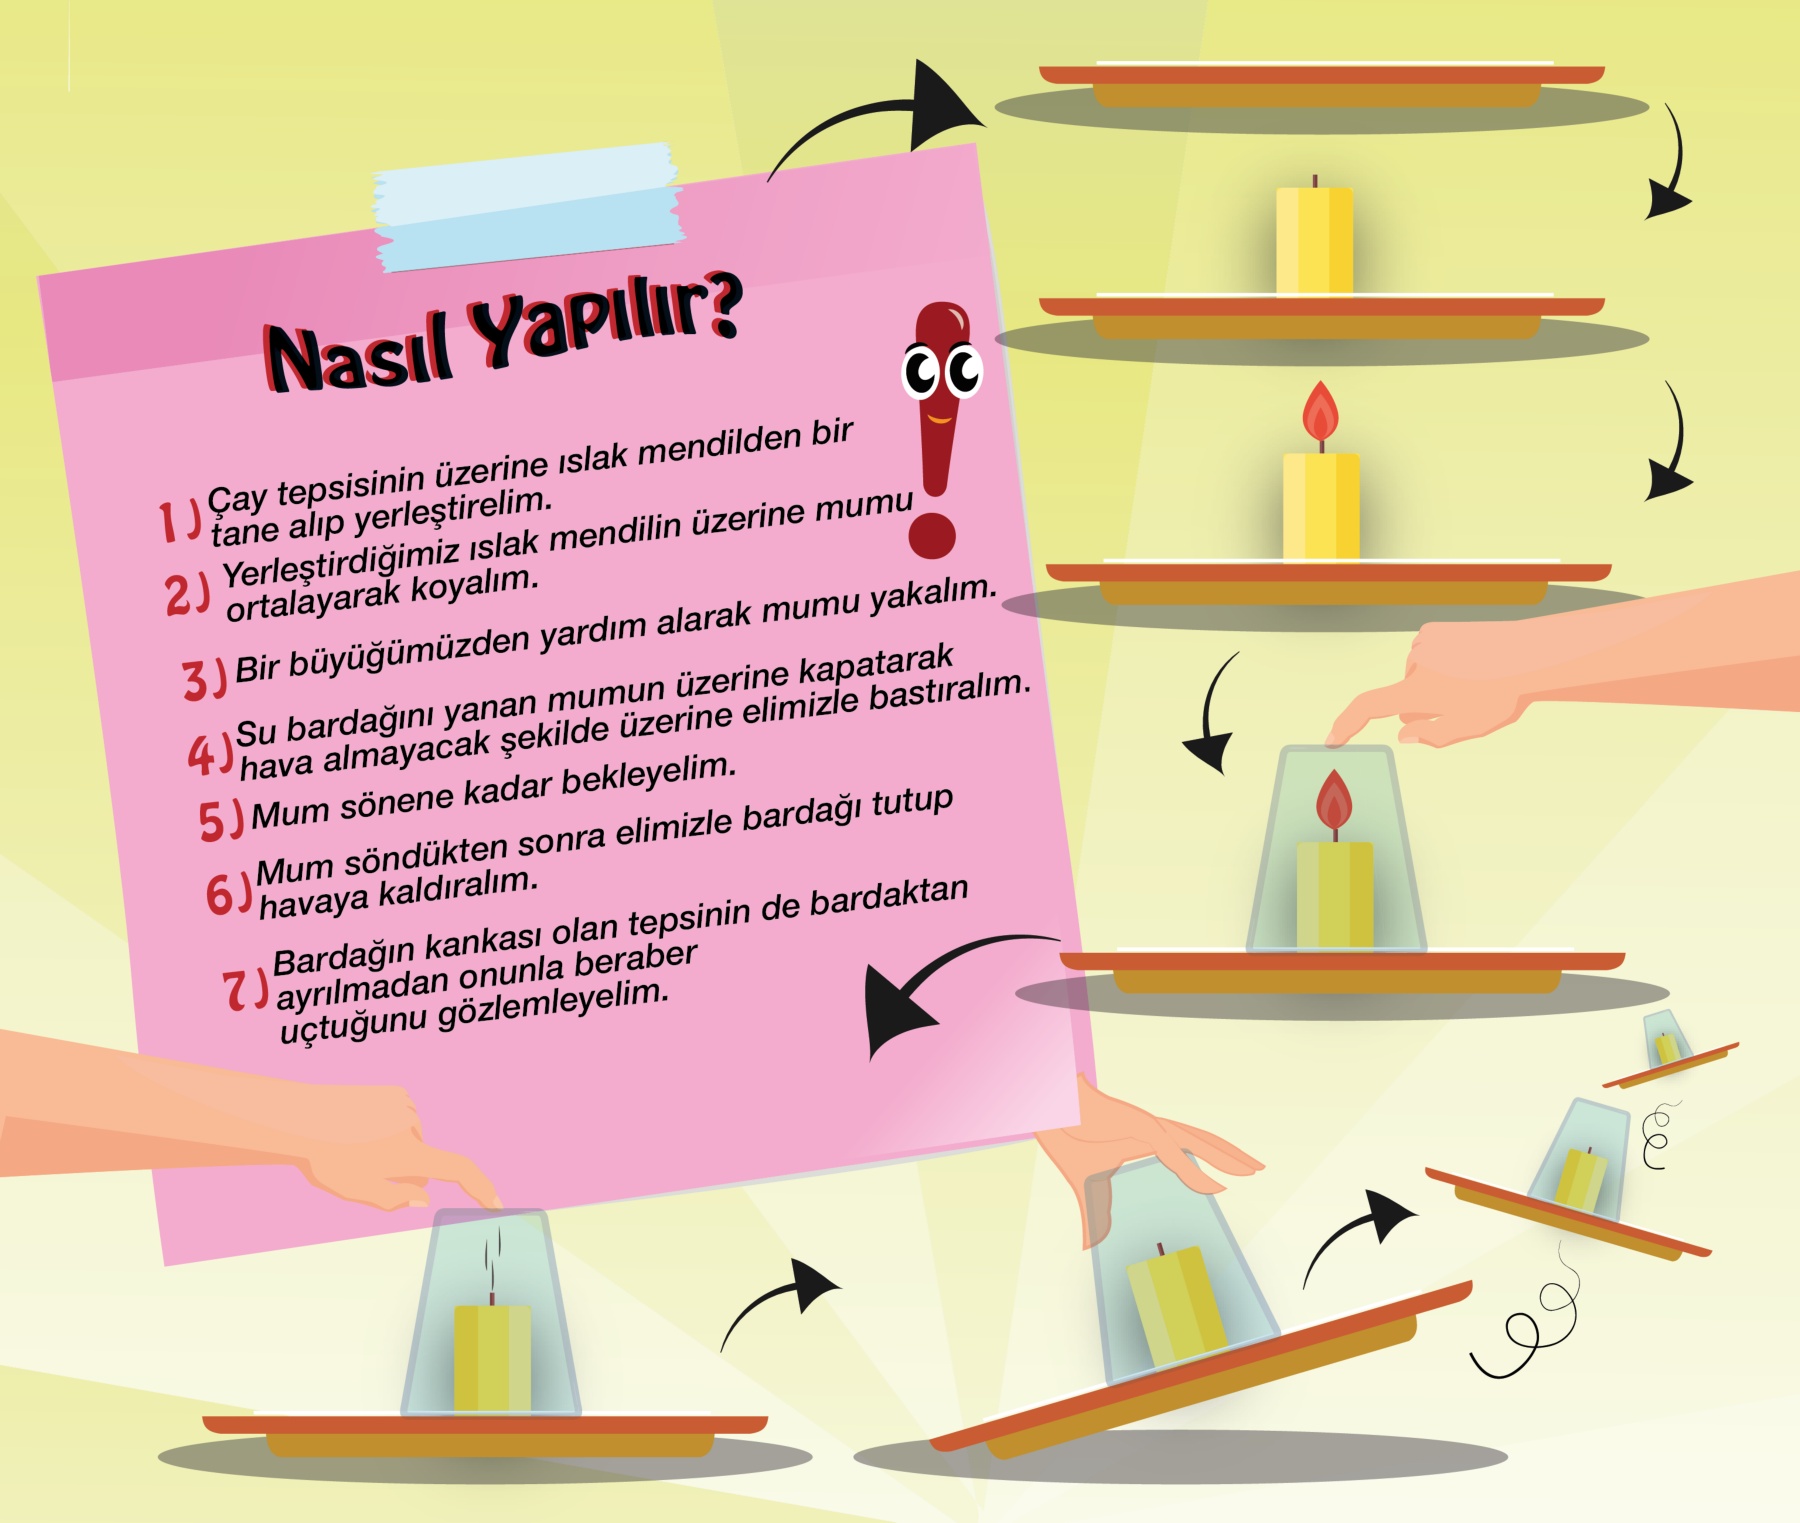 Nasıl Yapılır?
1) Çay tepsisinin üzerine ıslak mendilden bir
tane alıp yerleştirelim.
2) Yerleştirdiğimiz ıslak mendilin üzerine mumu
ortalayarak koyalım.
3) Bir büyüğümüzden yardım alarak mumu yakalım.
4) Su bardağını yanan mumun üzerine kapatarak
hava almayacak şekilde üzerine elimizle bastıralım.
5) Mum sönene kadar bekleyelim.
6) Mum söndükten sonra elimizle bardağı tutup
havaya kaldıralım.
7) Bardağın kankası olan tepsinin de bardaktan
ayrılmadan onunla beraber
uçtuğunu gözlemleyelim.